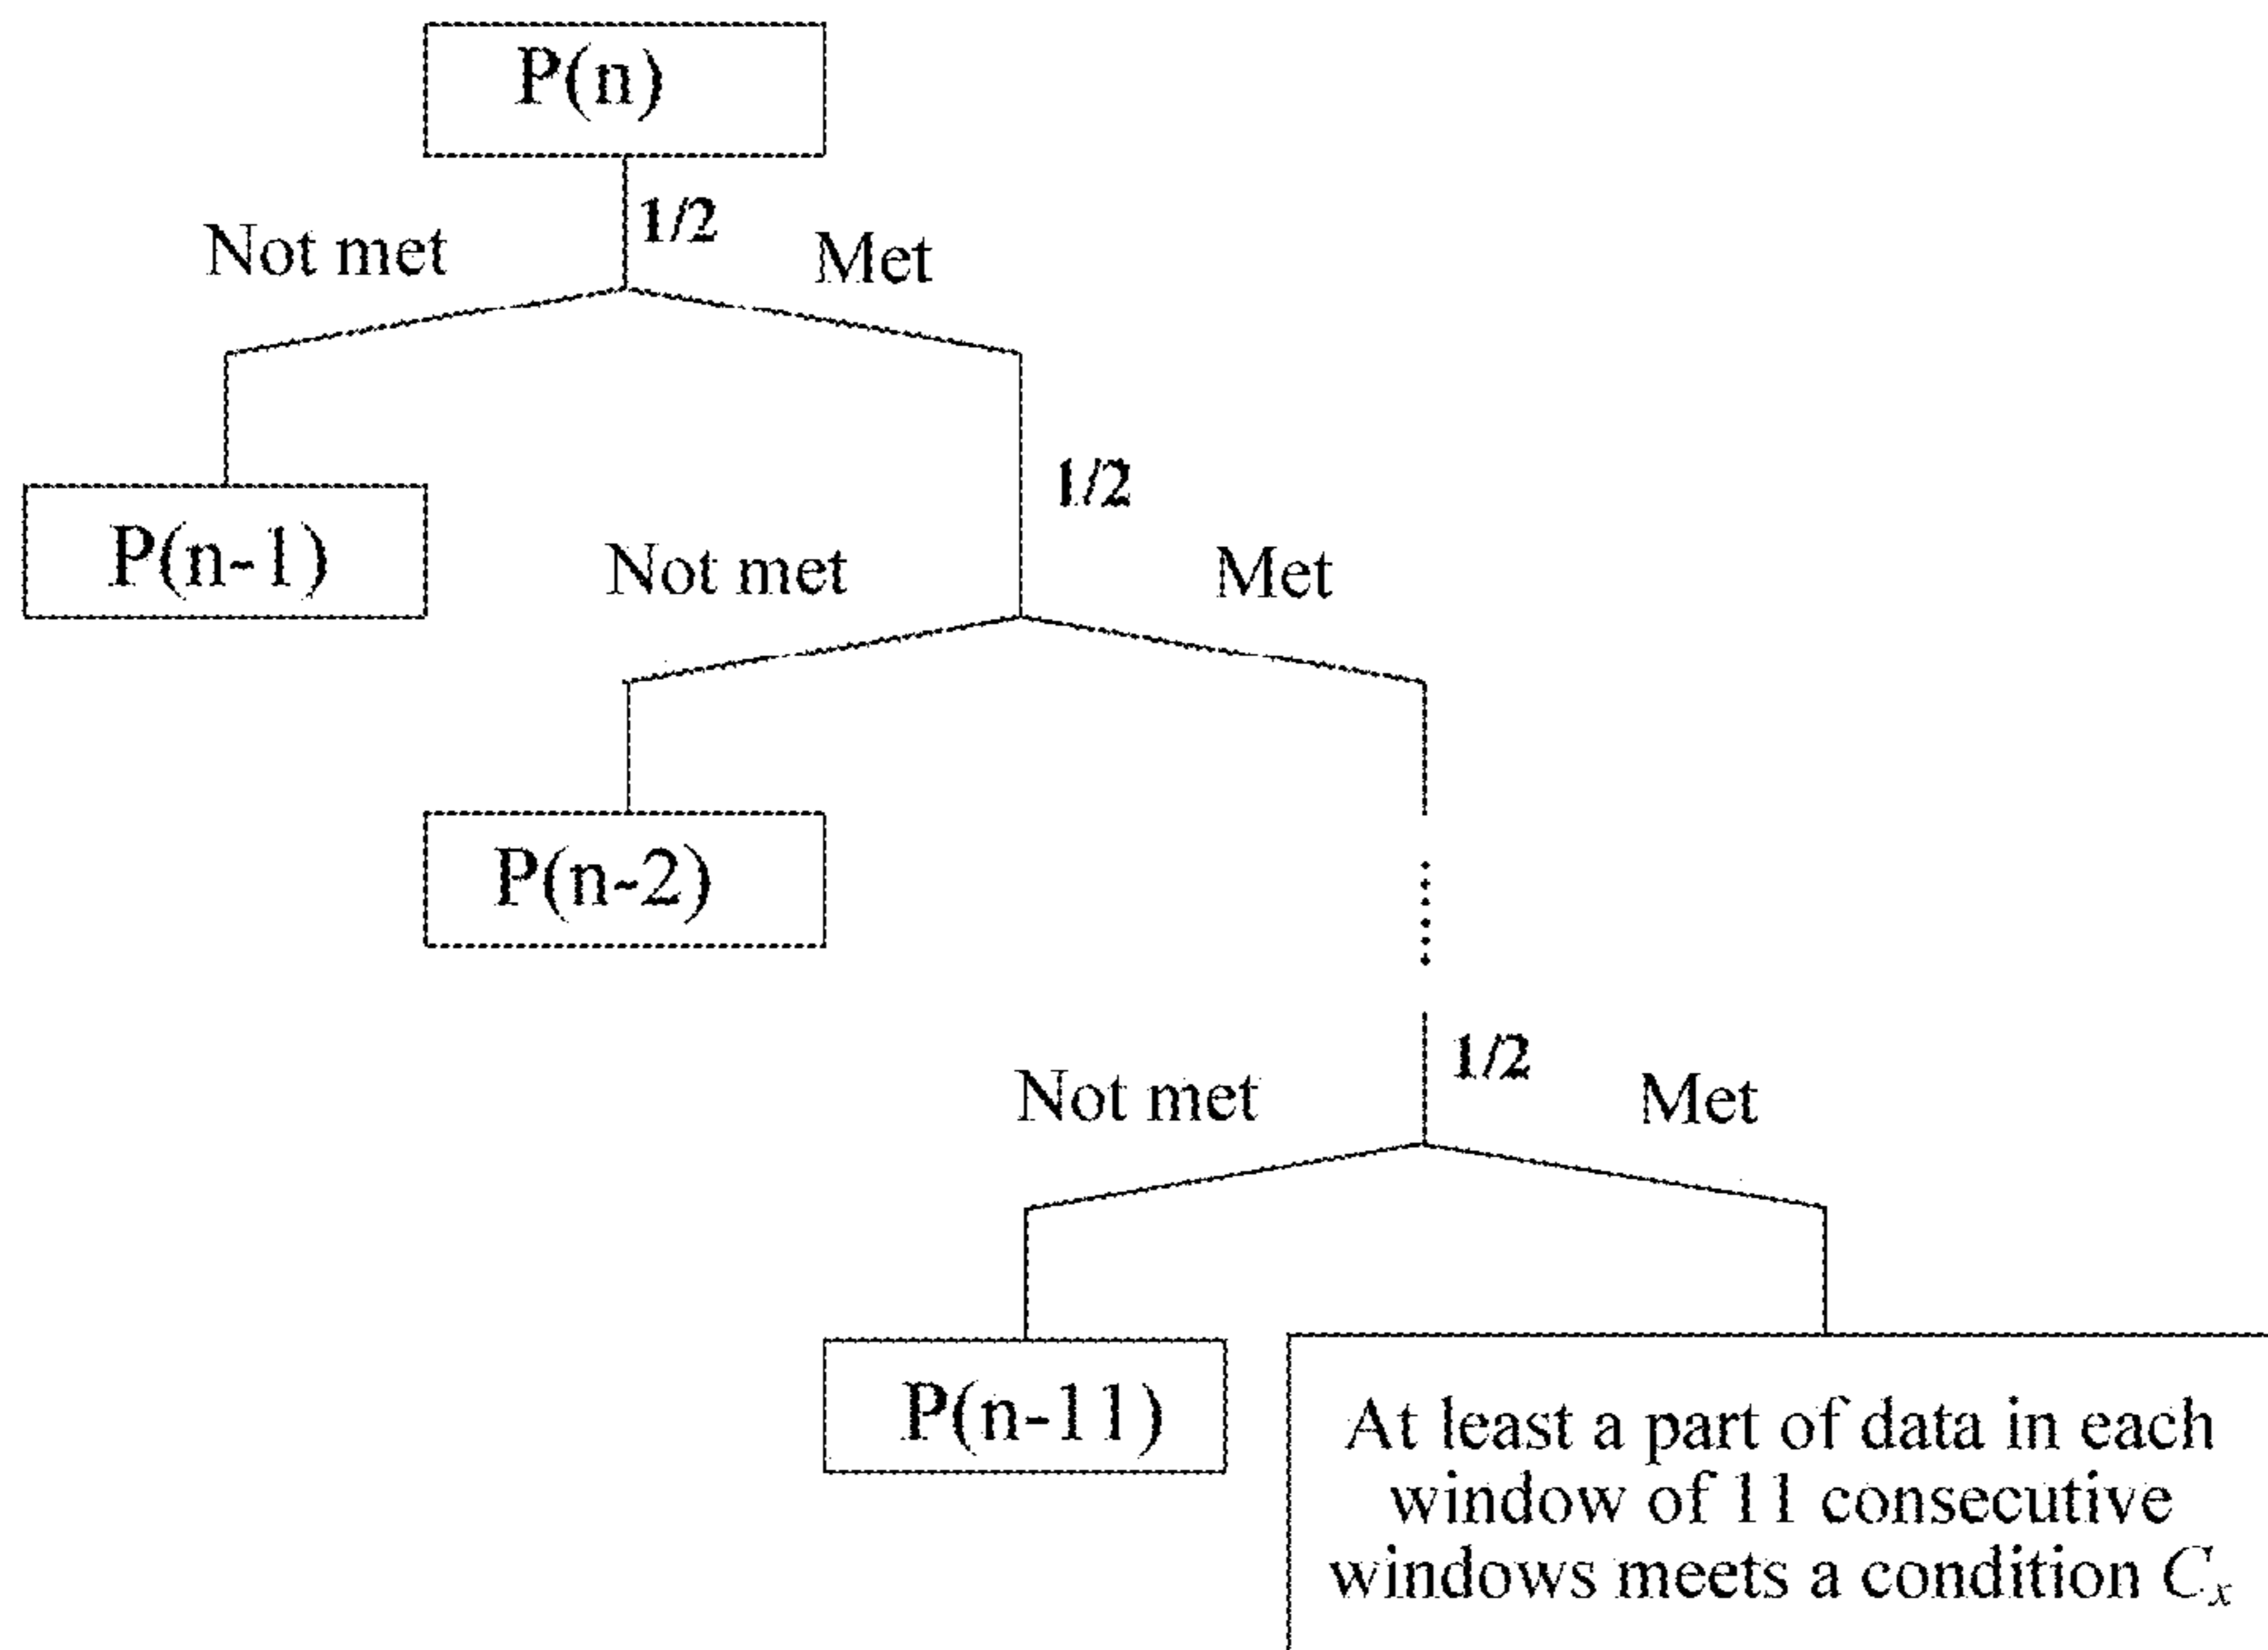 P(n)
1/2
Not met
Met
P(n-1)
1/2
Not met
Met
P(n-2)
1/2
Not met
Met
P(n-11)
At least a part of data in each
window of 11 consecutive
windows meets a condition Cx